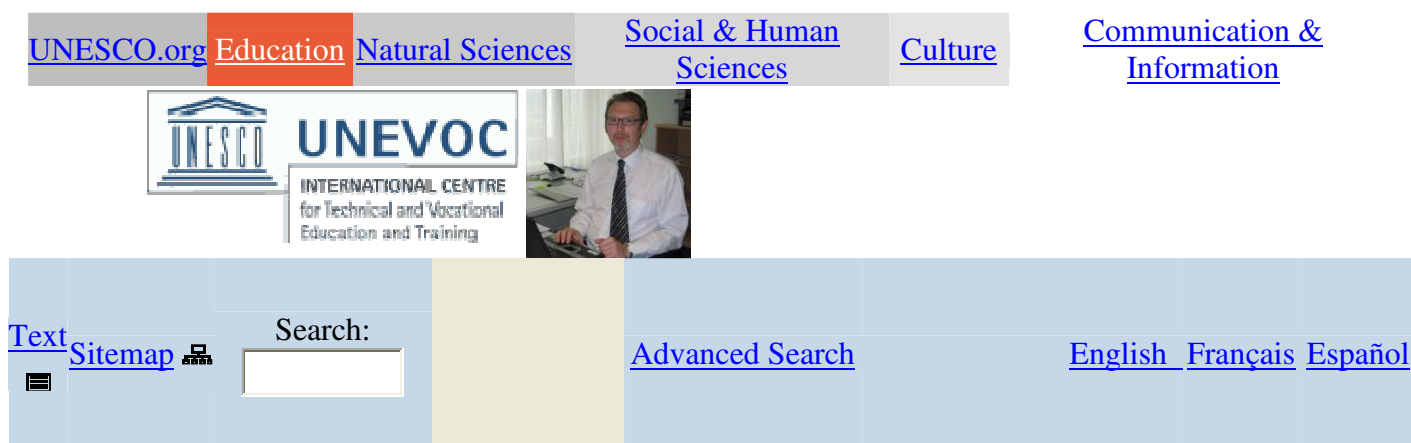 UNESCO.org Education Natural Sciences Social & Human
Sciences Culture Communication &
Information
UNESCO
UNEVOC
INTERNATIONAL CENTRE
for Technical and Vocational
Education and Training
Text
Sitemap
Search:
Advanced Search
English Français Español